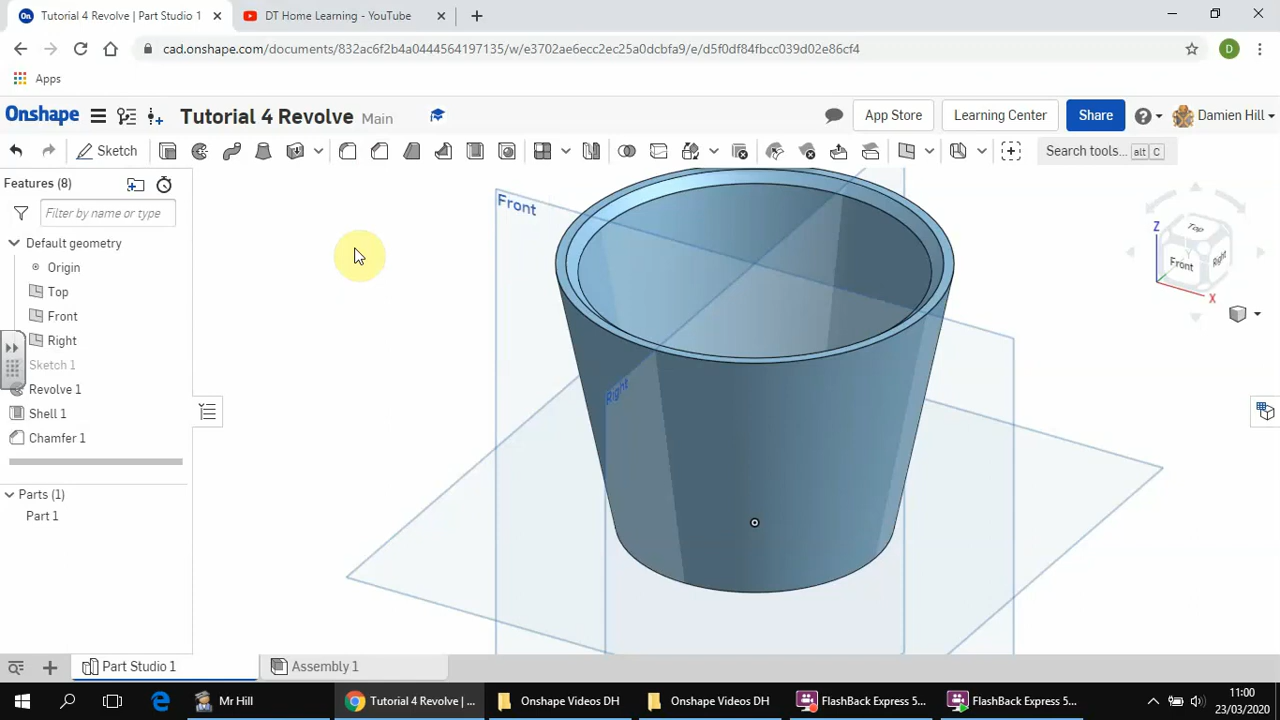 Tutorial 4 Revolve | Part Studio 1
DT Home Learning - YouTube
cad.onshape.com/documents/832ac6f2b4a0444564197135/w/e3702ae6ecc2ec25a0dcbfa9/e/d5f0df84fbcc039d02e86cf4
D
Apps
Onshape
Tutorial 4 Revolve Main
App Store
Learning Center
Share
Damien Hill
Sketch
Search tools... alt C
Features (8)
Filter by name or type
Default geometry
Origin
Top
Front
Right
Sketch 1
Revolve 1
Shell 1
Chamfer 1
Parts (1)
Part 1
Front
Right
Z
Top
Front
Right
Y
X
Part Studio 1
Assembly 1
Mr Hill
Tutorial 4 Revolve | ...
Onshape Videos DH
Onshape Videos DH
FlashBack Express 5...
FlashBack Express 5...
11:00
23/03/2020